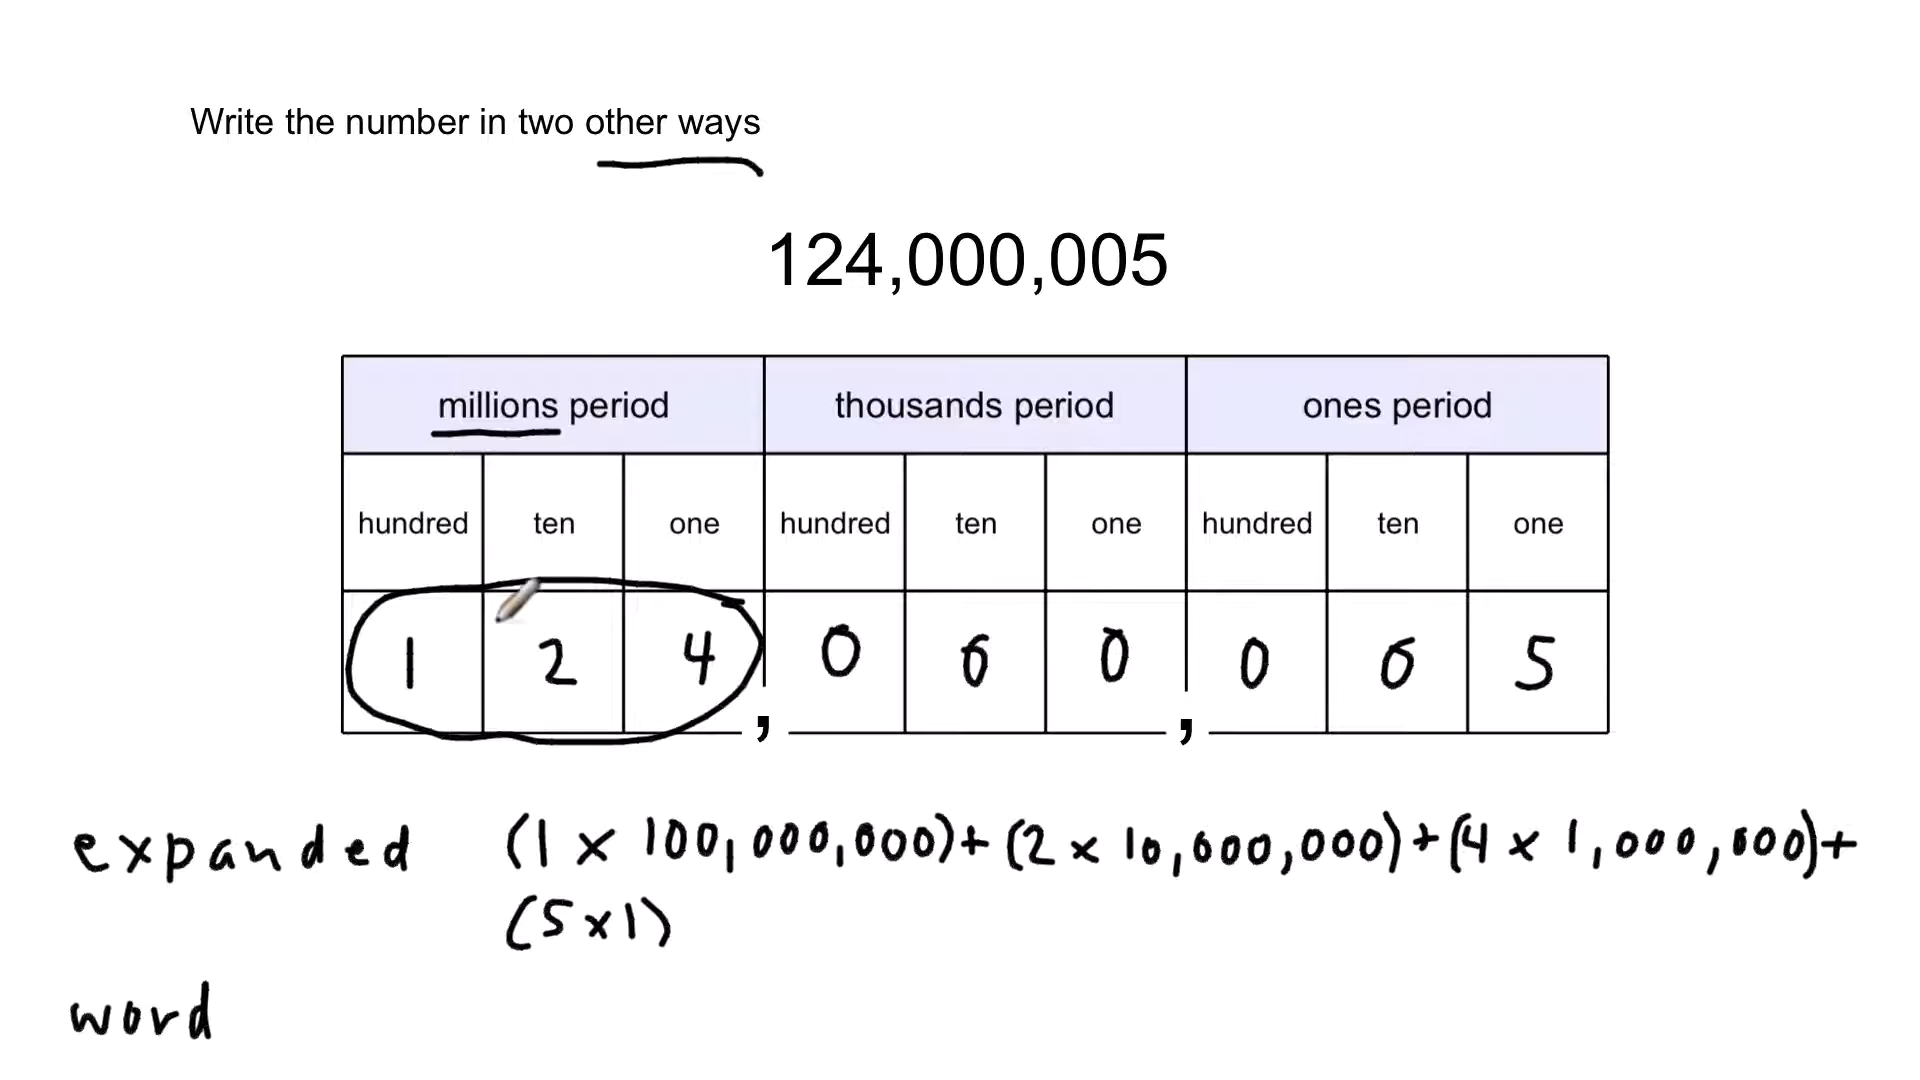 Write the number in two other ways
124,000,005
millions period thousands period ones period
hundred ten one hundred ten one hundred ten one
1 2 4 , 0 0 0 , 0 0 5
expanded (1 x 100,000,000)+(2 x 10,000,000)+(4 x 1,000,000)+
(5x1)
word